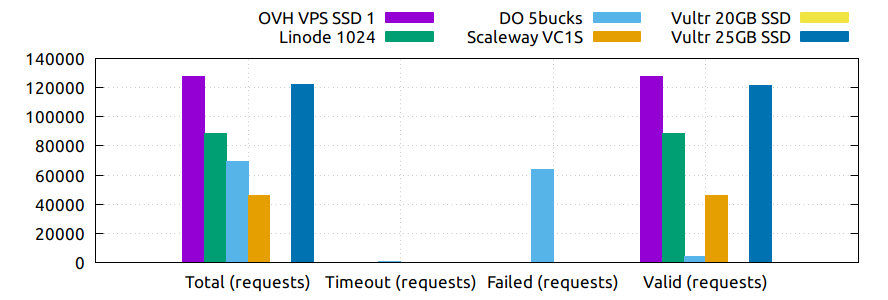 OVH VPS SSD 1 DO 5bucks Vultr 20GB SSD
Linode 1024 Scaleway VC1S Vultr 25GB SSD
140000
120000
100000
80000
60000
40000
20000
0
Total (requests) Timeout (requests) Failed (requests) Valid (requests)